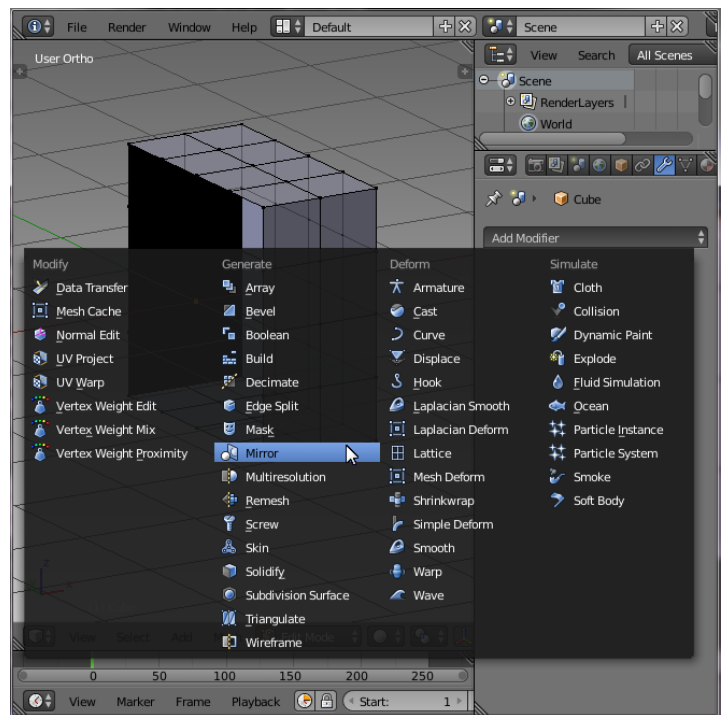 File Render Window Help Default Scene
User Ortho
View Search All Scenes
Scene
RenderLayers
World
Cube
Add Modifier
Modify
Data Transfer
Mesh Cache
Normal Edit
UV Project
UV Warp
Vertex Weight Edit
Vertex Weight Mix
Vertex Weight Proximity
Generate
Array
Bevel
Boolean
Build
Decimate
Edge Split
Mask
Mirror
Multiresolution
Remesh
Screw
Skin
Solidify
Subdivision Surface
Triangulate
Wireframe
Deform
Armature
Cast
Curve
Displace
Hook
Laplacian Smooth
Laplacian Deform
Lattice
Mesh Deform
Shrinkwrap
Simple Deform
Smooth
Warp
Wave
Simulate
Cloth
Collision
Dynamic Paint
Explode
Fluid Simulation
Ocean
Particle Instance
Particle System
Smoke
Soft Body
z
View Select Add Mode
0 50 100 150 200 250
View Marker Frame Playback Start: 1